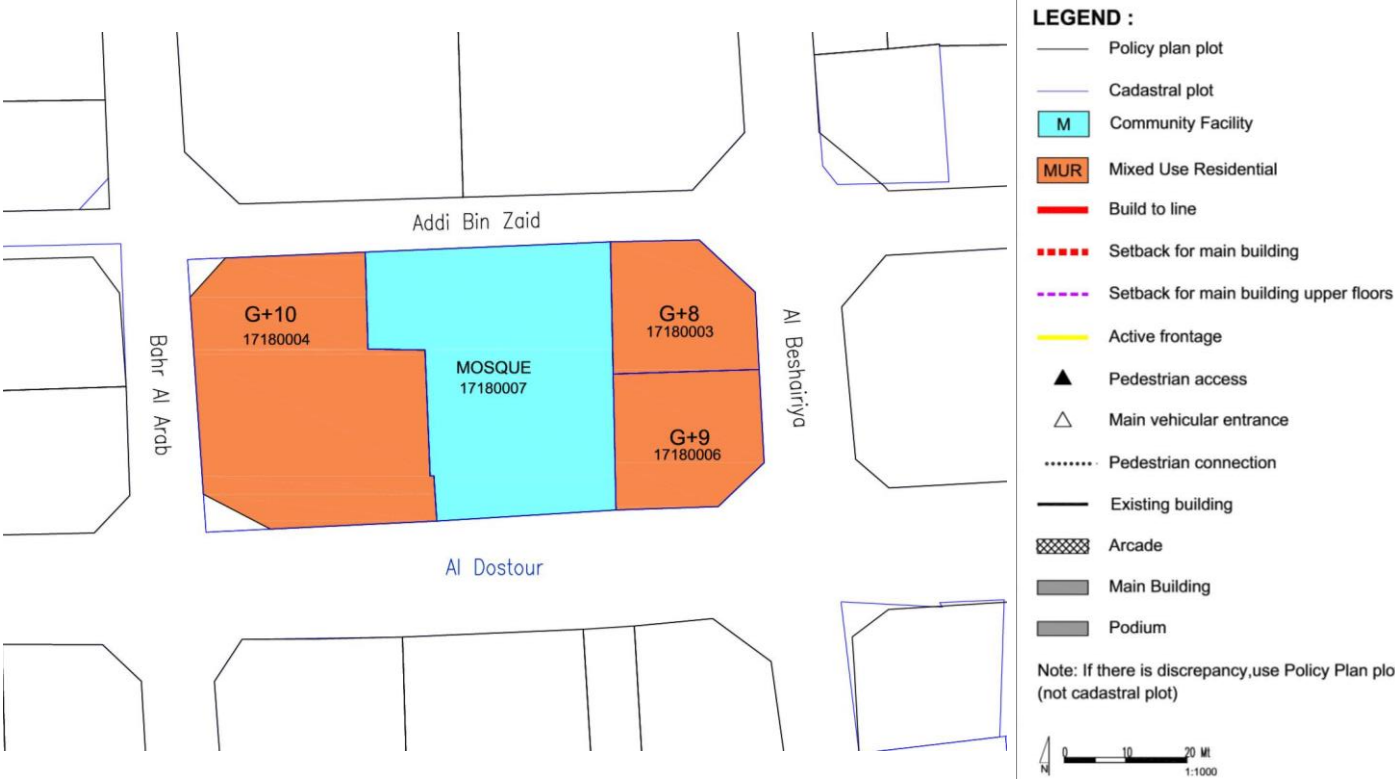 Addi Bin Zaid
G+10
17180004
MOSQUE
17180007
G+8
17180003
G+9
17180006
Bahr Al Arab
Al Beshairiya
Al Dostour
LEGEND :
Policy plan plot
Cadastral plot
M Community Facility
MUR Mixed Use Residential
Build to line
Setback for main building
Setback for main building upper floors
Active frontage
Pedestrian access
Main vehicular entrance
Pedestrian connection
Existing building
Arcade
Main Building
Podium
Note: If there is discrepancy,use Policy Plan plo
(not cadastral plot)
N
0 10 20 Mt
1:1000